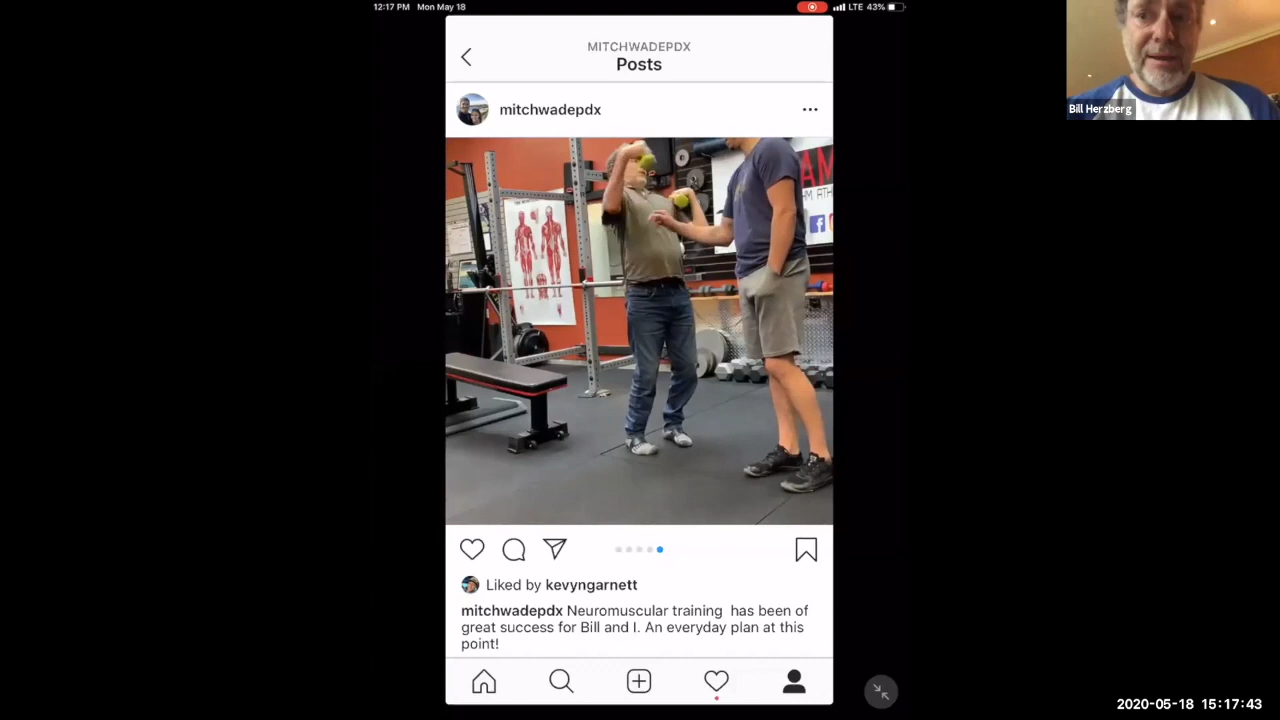 12:17 PM Mon May 18
LTE 43%
MITCHWADEPDX
Posts
mitchwadepdx
Bill Herzberg
AM
Liked by kevyngarnett
mitchwadepdx Neuromuscular training has been of
great success for Bill and I. An everyday plan at this
point!
2020-05-18 15:17:43